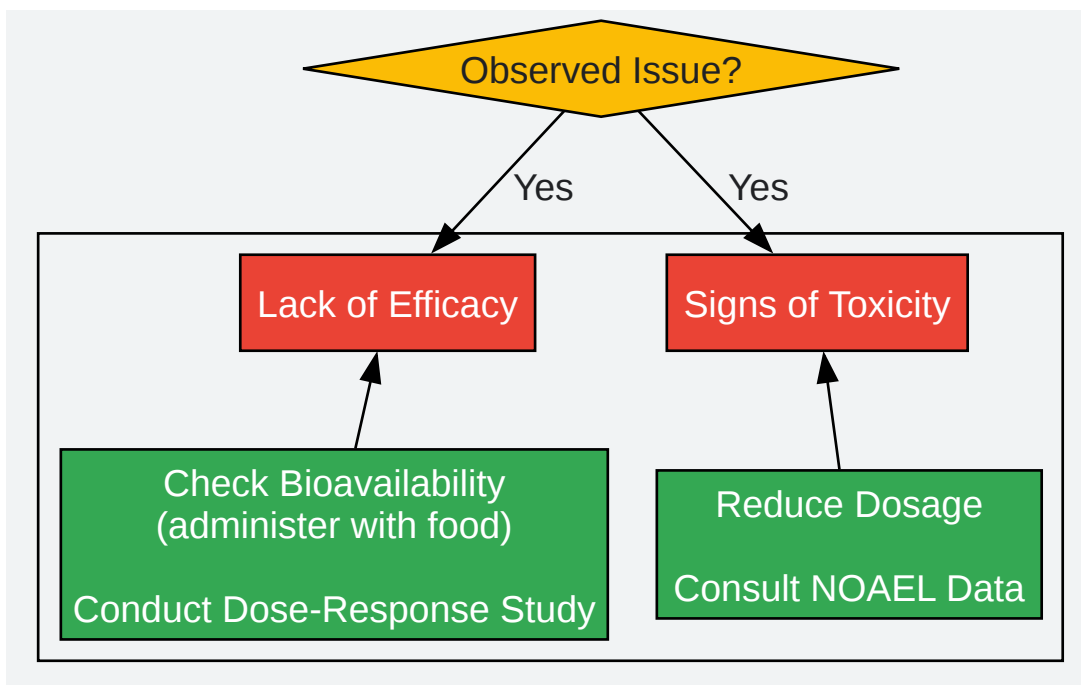 Observed Issue?
Yes
Yes
Lack of Efficacy
Signs of Toxicity
Check Bioavailability
(administer with food)
Conduct Dose-Response Study
Reduce Dosage
Consult NOAEL Data